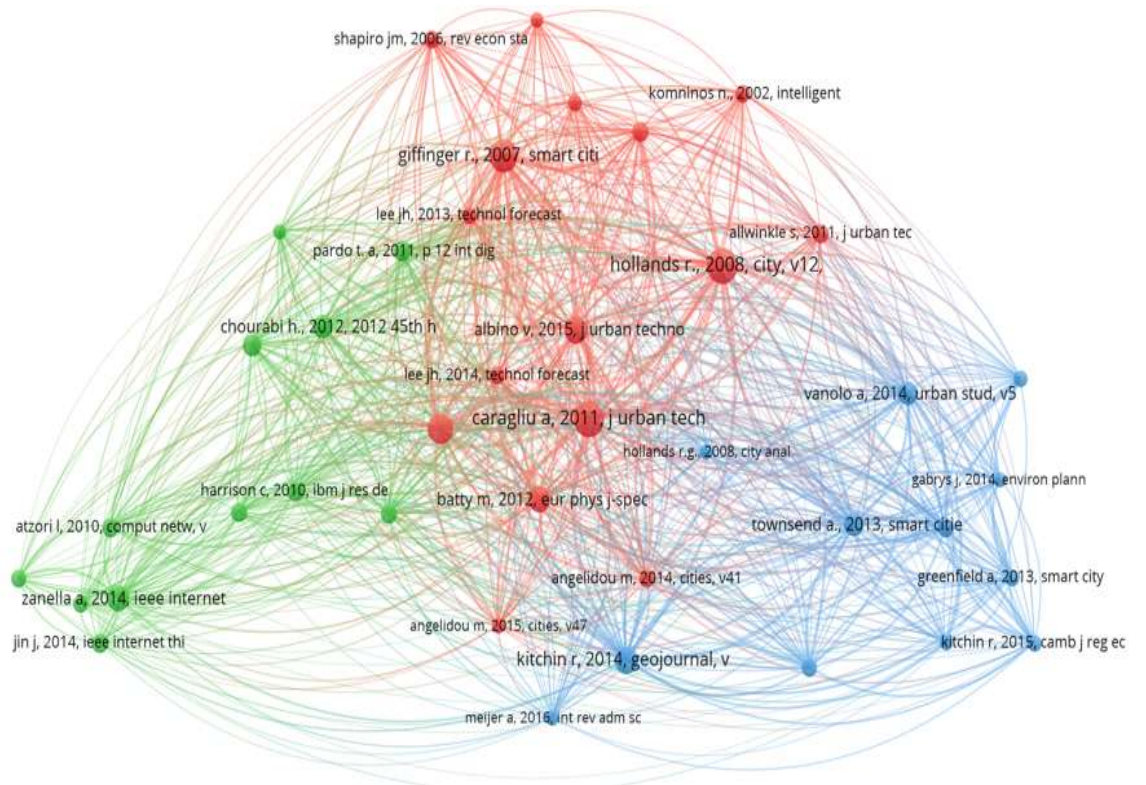 shapiro jm, 2006, rev econ sta
komninos n., 2002, intelligent
giffinger r., 2007, smart citi
lee jh, 2013, technol forecast
allwinkle s, 2011, j urban tec
pardo t. a, 2011, p 12 int dig
hollands r., 2008, city, v12,
chourabi h., 2012, 2012 45th h
albino v, 2015, j urban techno
lee jh, 2014, technol forecast
vanolo a, 2014, urban stud, v5
caragliu a, 2011, j urban tech
hollands r.g., 2008, city anal
gabrys j, 2014, environ plann
harrison c, 2010, ibm j res de
batty m, 2012, eur phys j-spec
atzori l, 2010, comput netw, v
townsend a., 2013, smart citie
angelidou m, 2014, cities, v41
greenfield a, 2013, smart city
zanella a, 2014, ieee internet
angelidou m, 2015, cities, v47
jin j, 2014, ieee internet thi
kitchin r, 2015, camb j reg ec
kitchin r, 2014, geojournal, v
meijer a, 2016, int rev adm sc